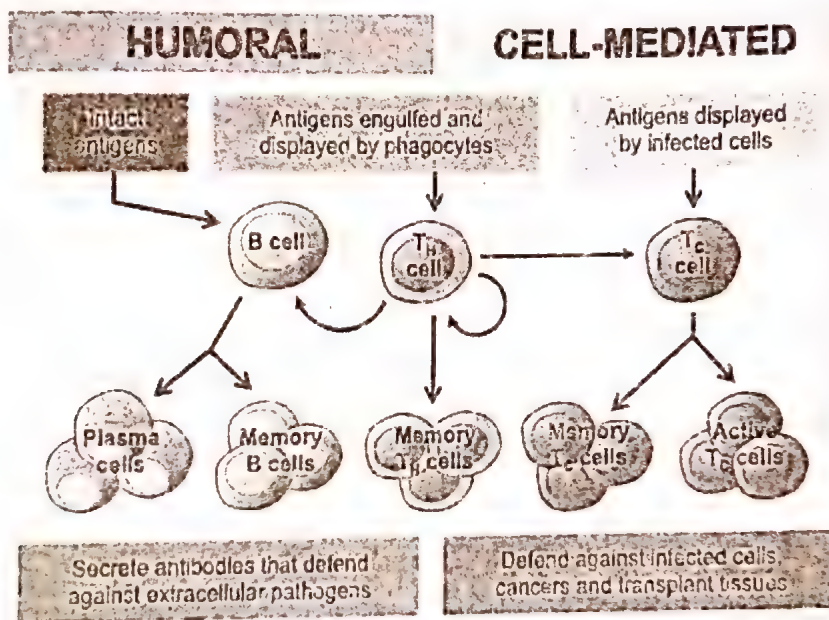 HUMORAL
CELL-MEDIATED
Intact
antigens
Antigens engulfed and
displayed by phagocytes
Antigens displayed
by infected cells
B cell
TH
cell
TC
cell
Plasma
cells
Memory
B cells
Memory
TH cells
Memory
TC cells
Active
TC cells
Secrete antibodies that defend
against extracellular pathogens
Defend against infected cells,
cancers and transplant tissues